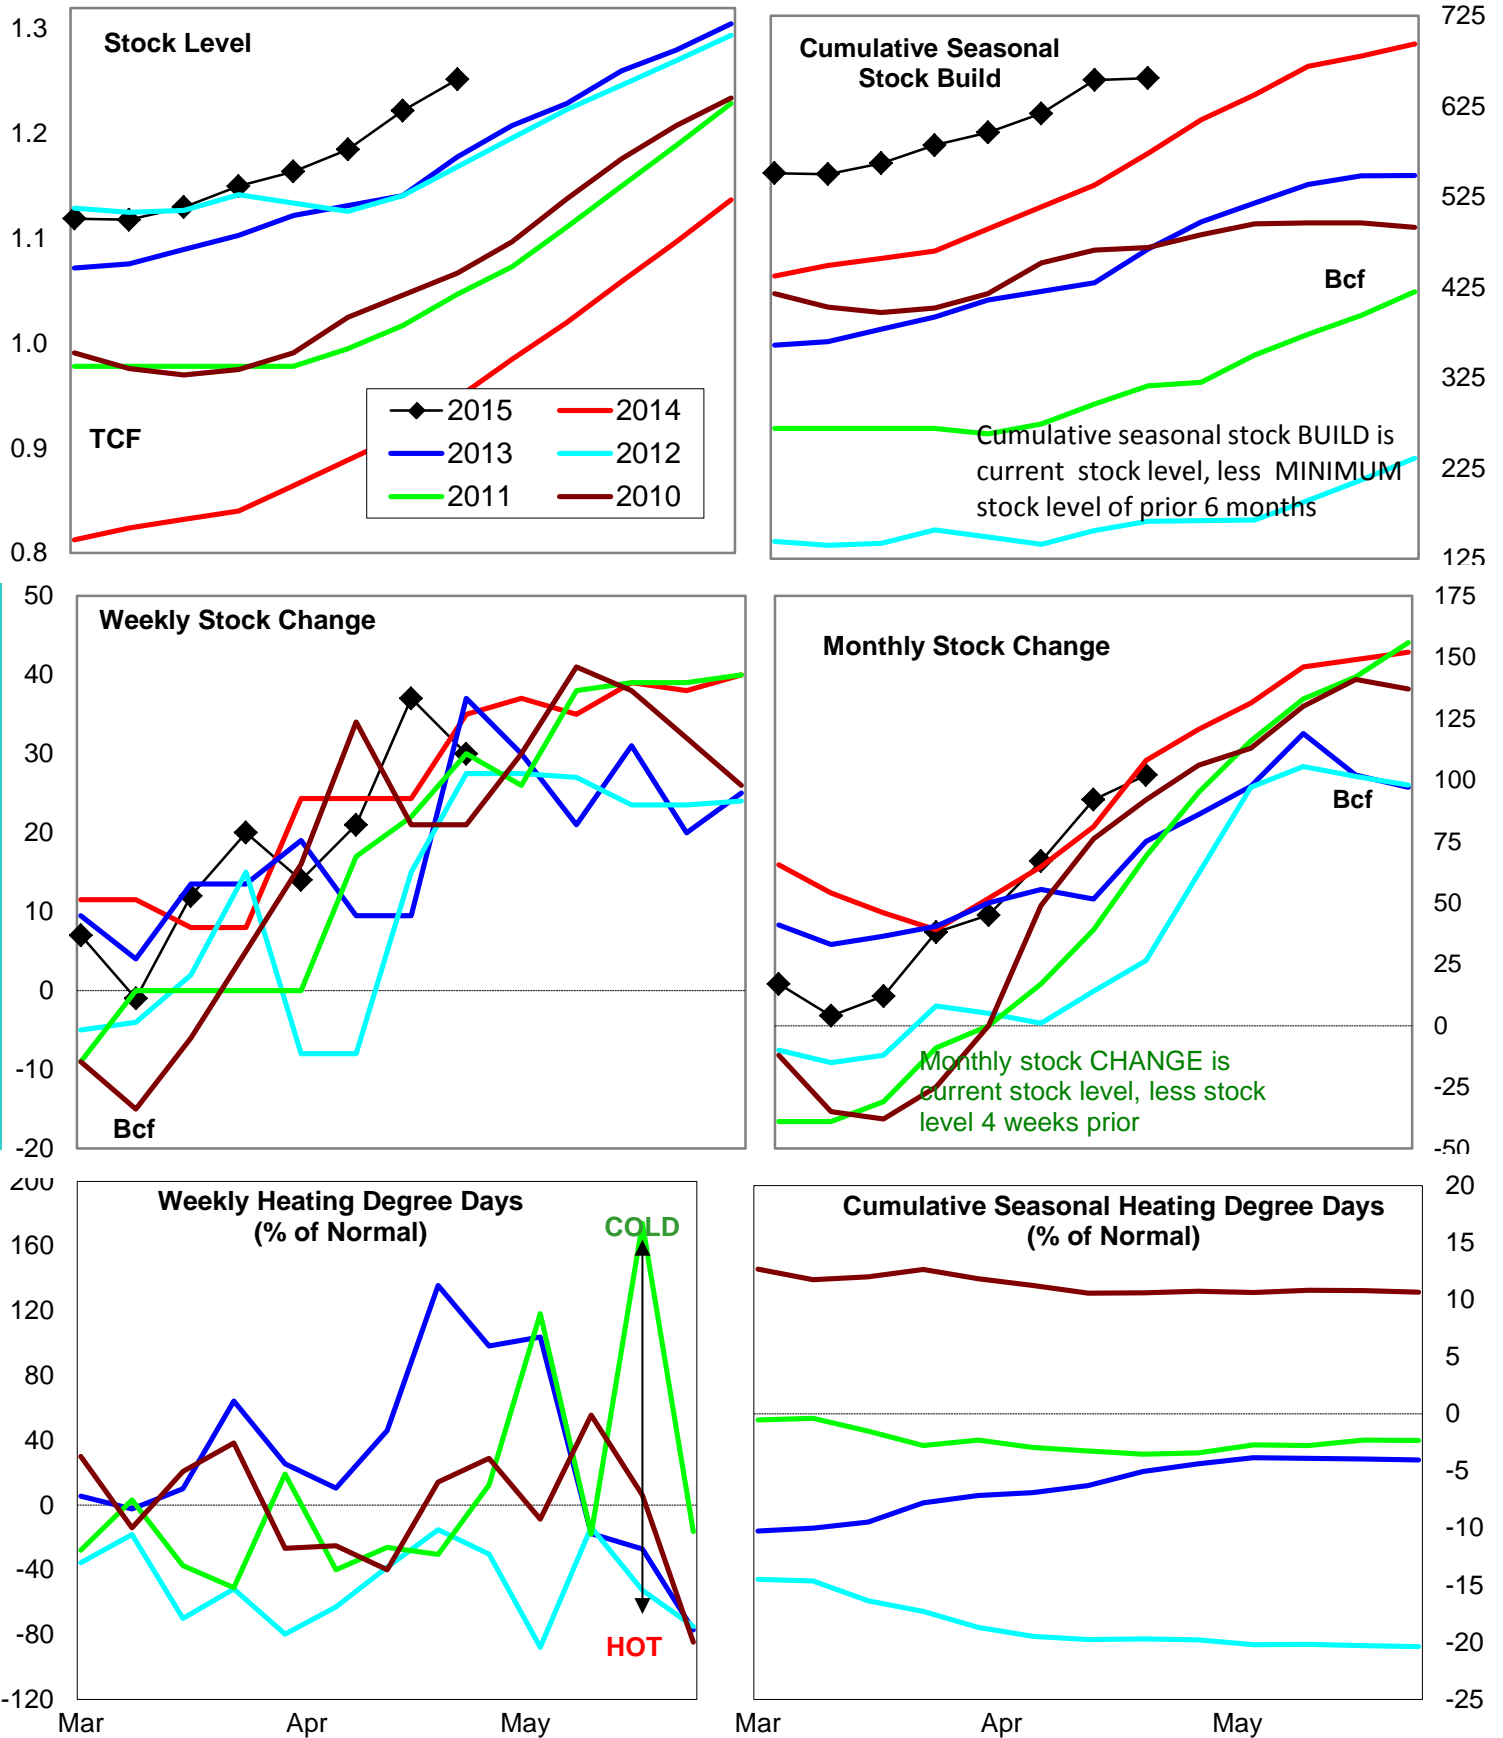 Stock Level
1.3
1.2
1.1
1.0
0.9
0.8
TCF
2015
2014
2013
2012
2011
2010
Cumulative Seasonal
Stock Build
725
625
525
425
325
225
125
Bcf
Cumulative seasonal stock BUILD is
current stock level, less MINIMUM
stock level of prior 6 months
Weekly Stock Change
50
40
30
20
10
0
-10
-20
Bcf
Monthly Stock Change
175
150
125
100
75
50
25
0
-25
-50
Bcf
Monthly stock CHANGE is
current stock level, less stock
level 4 weeks prior
Weekly Heating Degree Days
(% of Normal)
200
160
120
80
40
0
-40
-80
-120
COLD
HOT
Mar
Apr
May
Cumulative Seasonal Heating Degree Days
(% of Normal)
20
15
10
5
0
-5
-10
-15
-20
-25
Mar
Apr
May